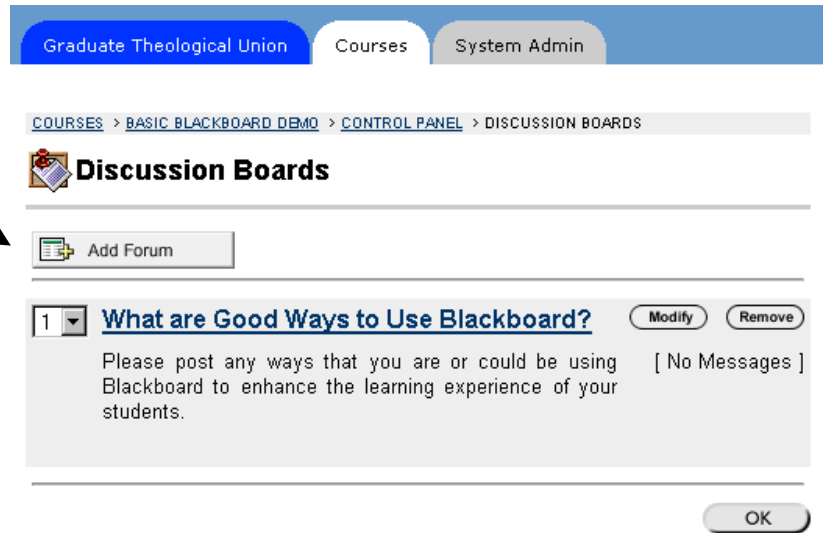 Graduate Theological Union Courses System Admin
COURSES > BASIC BLACKBOARD DEMO > CONTROL PANEL > DISCUSSION BOARDS
Discussion Boards
Add Forum
1 What are Good Ways to Use Blackboard? Modify Remove
Please post any ways that you are or could be using [ No Messages ]
Blackboard to enhance the learning experience of your
students.
OK